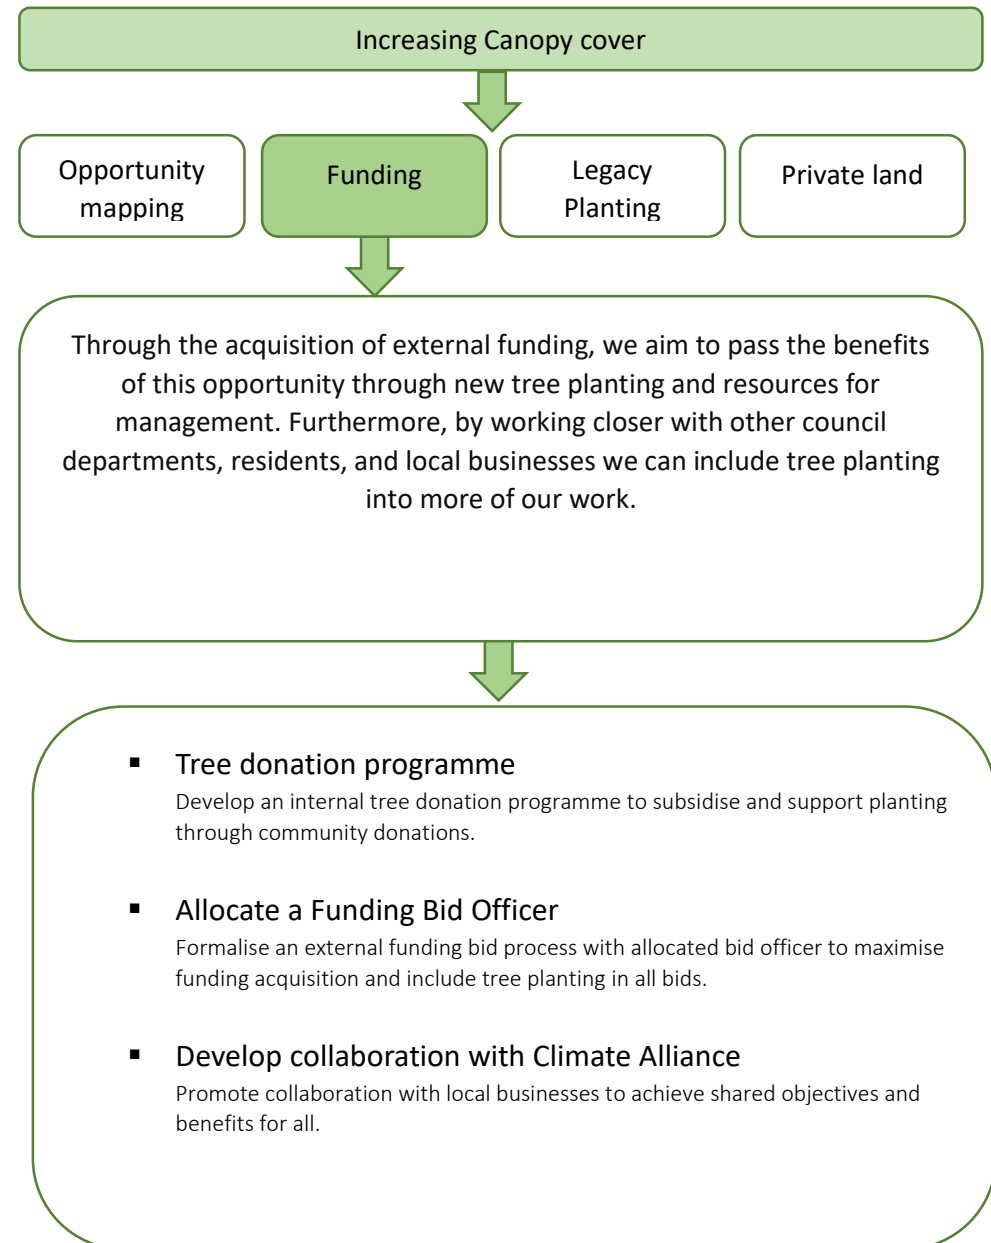 Increasing Canopy cover
Opportunity
mapping
Funding
Legacy
Planting
Private land
Through the acquisition of external funding, we aim to pass the benefits
of this opportunity through new tree planting and resources for
management. Furthermore, by working closer with other council
departments, residents, and local businesses we can include tree planting
into more of our work.
▪ Tree donation programme
Develop an internal tree donation programme to subsidise and support planting
through community donations.
▪ Allocate a Funding Bid Officer
Formalise an external funding bid process with allocated bid officer to maximise
funding acquisition and include tree planting in all bids.
▪ Develop collaboration with Climate Alliance
Promote collaboration with local businesses to achieve shared objectives and
benefits for all.